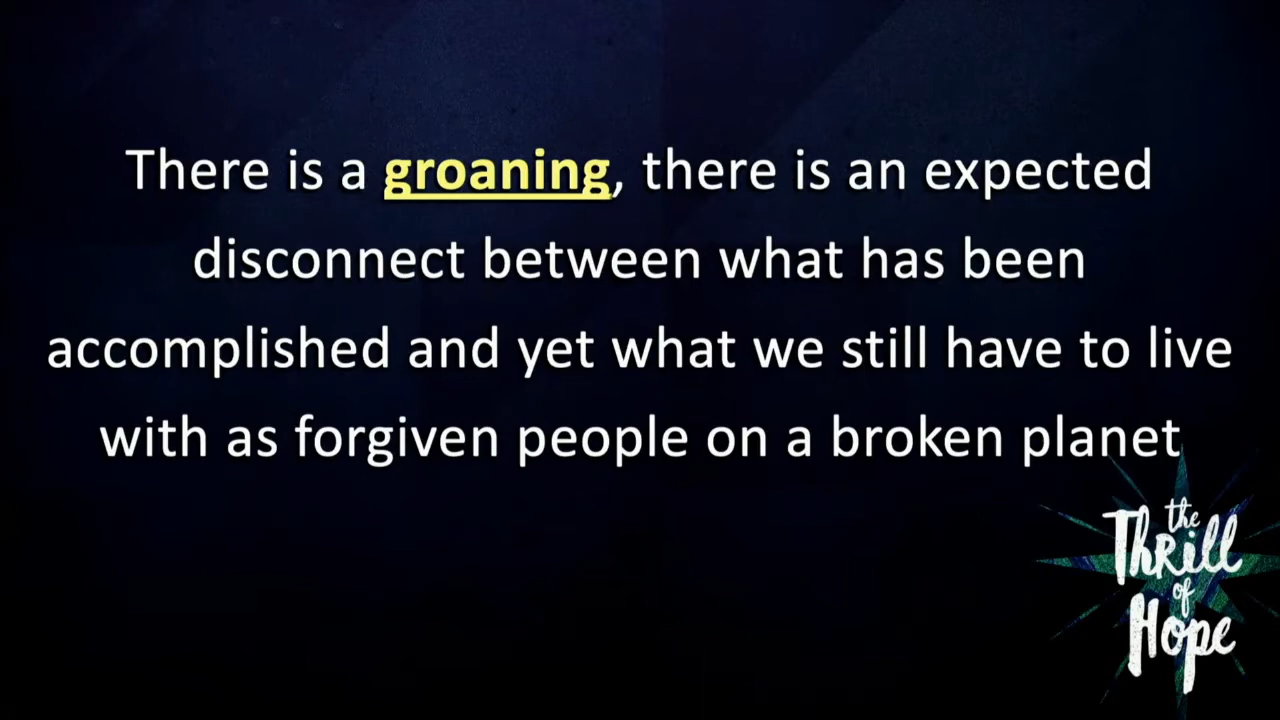 There is a groaning, there is an expected
disconnect between what has been
accomplished and yet what we still have to live
with as forgiven people on a broken planet
the
Thrill
of
Hope